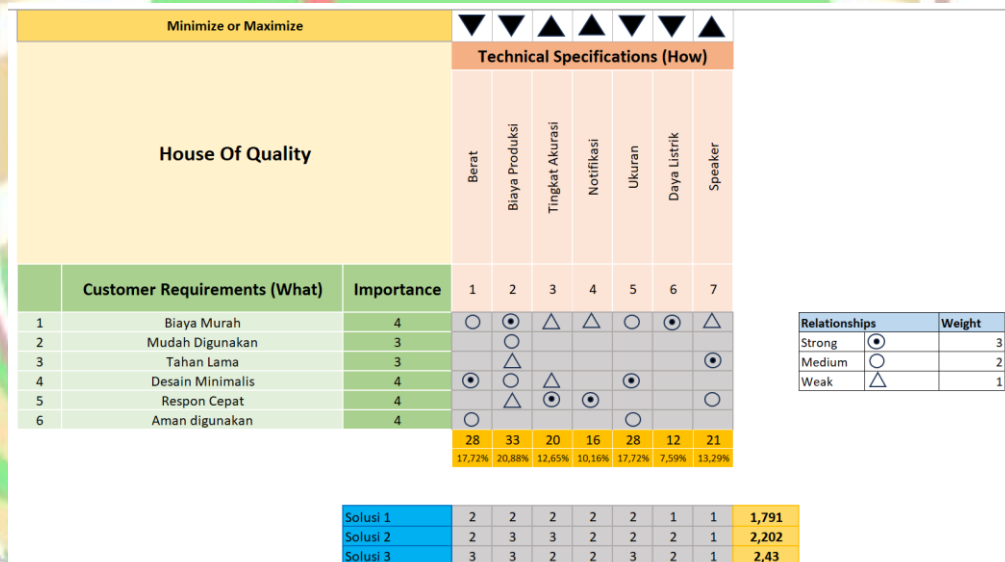 Minimize or Maximize
Technical Specifications (How)
House Of Quality
Berat
Biaya Produksi
Tingkat Akurasi
Notifikasi
Ukuran
Daya Listrik
Speaker
Customer Requirements (What) Importance 1 2 3 4 5 6 7
1 Biaya Murah 4
2 Mudah Digunakan 3
3 Tahan Lama 3
4 Desain Minimalis 4
5 Respon Cepat 4
6 Aman digunakan 4
28 33 20 16 28 12 21
17,72% 20,88% 12,65% 10,16% 17,72% 7,59% 13,29%
Relationships Weight
Strong 3
Medium 2
Weak 1
Solusi 1 2 2 2 2 2 1 1 1,791
Solusi 2 2 3 3 2 2 2 1 2,202
Solusi 3 3 3 2 2 3 2 1 2,43